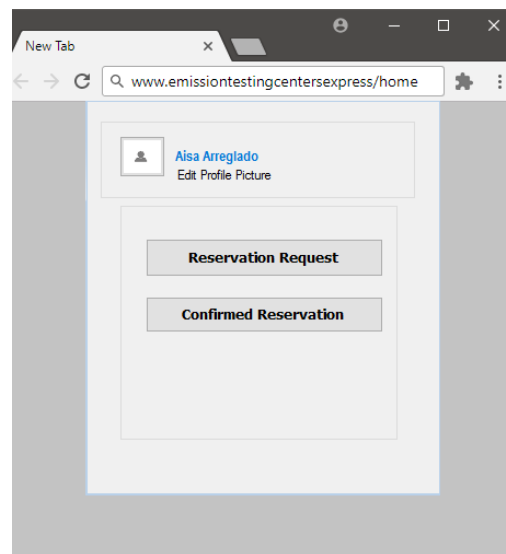 New Tab
www.emissiontestingcentersexpress/home
Aisa Arreglado
Edit Profile Picture
Reservation Request
Confirmed Reservation